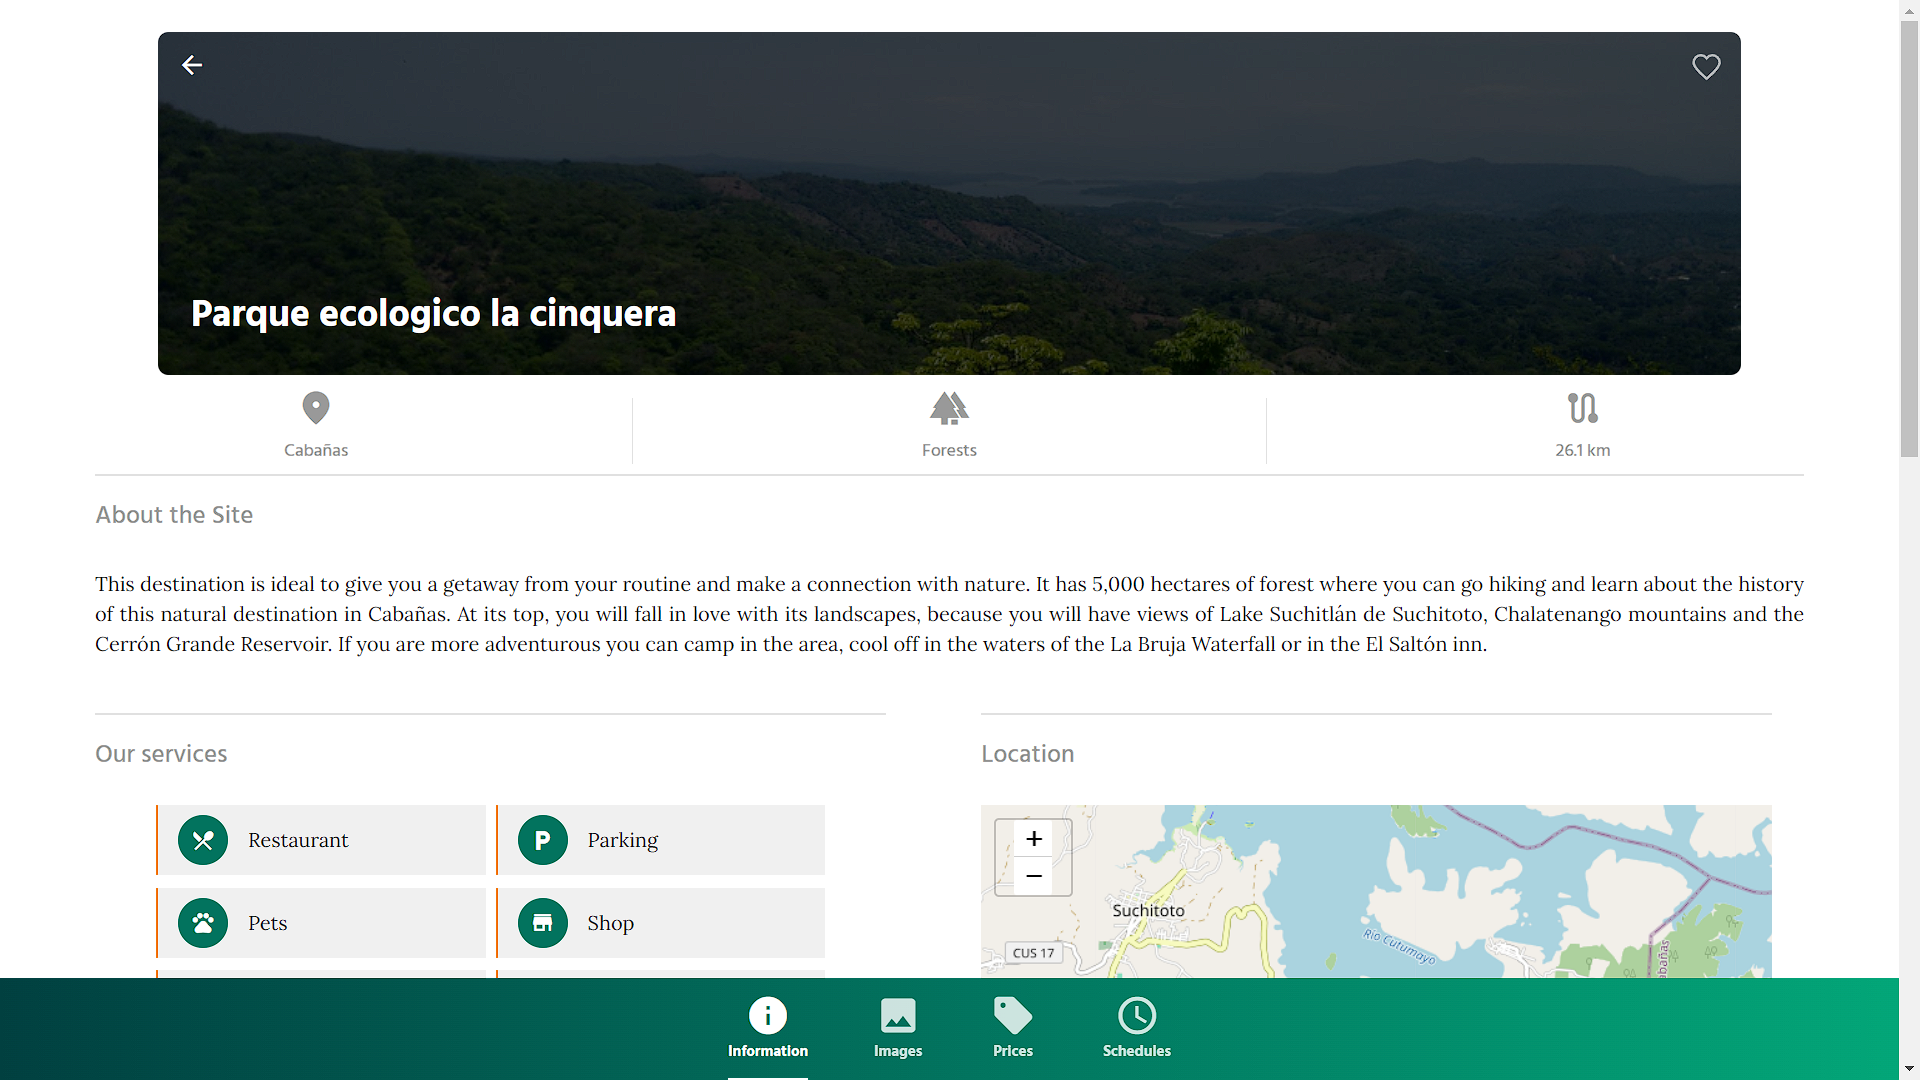 Parque ecologico la cinquera
Cabañas
Forests
26.1 km
About the Site
This destination is ideal to give you a getaway from your routine and make a connection with nature. It has 5,000 hectares of forest where you can go hiking and learn about the history
of this natural destination in Cabañas. At its top, you will fall in love with its landscapes, because you will have views of Lake Suchitlán de Suchitoto, Chalatenango mountains and the
Cerrón Grande Reservoir. If you are more adventurous you can camp in the area, cool off in the waters of the La Bruja Waterfall or in the El Saltón inn.
Our services
Restaurant
Parking
Pets
Shop
Location
+
−
Suchitoto
CUS 17
Río Cutumayo
abañas
Information
Images
Prices
Schedules